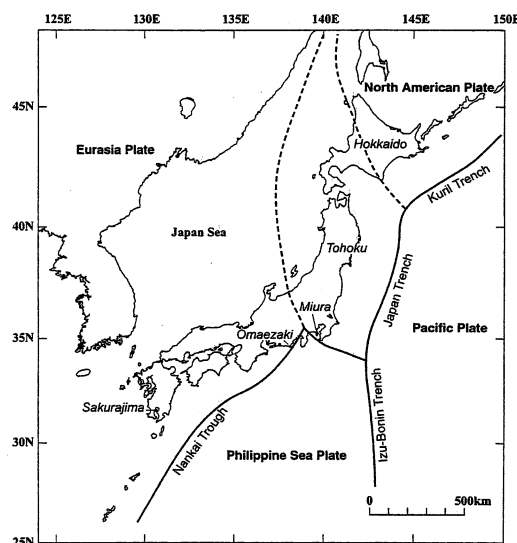 125E 130E 135E 140E 145E 150E
45N
40N
35N
30N
25N
North American Plate
Hokkaido
Eurasia Plate
Kuril Trench
Japan Sea
Tohoku
Japan Trench
Miura
Omaezaki
Pacific Plate
Sakurajima
Nankai Trough
Izu-Bonin Trench
Philippine Sea Plate
0 500km